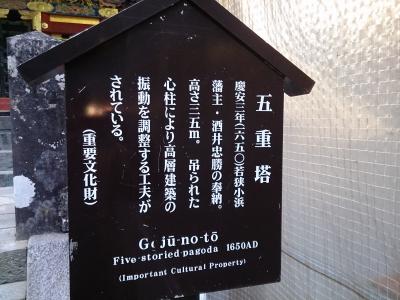 五重塔
慶安三年(一六五〇)若狭小浜
藩主・酒井忠勝の奉納。
高さ三五m。 吊られた
心柱により高層建築の
振動を調整する工夫が
されている。
(重要文化財)
Gojū-no-tō
Five-storied pagoda 1650AD
(Important Cultural Property)